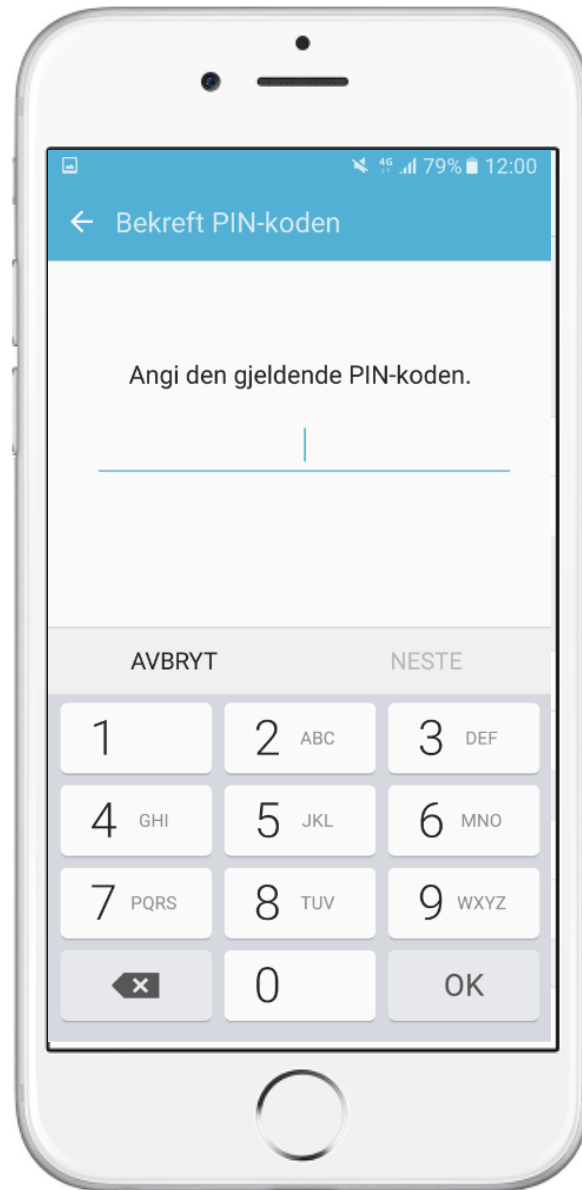 4G 79% 12:00
Bekreft PIN-koden
Angi den gjeldende PIN-koden.
AVBRYT NESTE
1 2 ABC 3 DEF
4 GHI 5 JKL 6 MNO
7 PQRS 8 TUV 9 WXYZ
0 OK